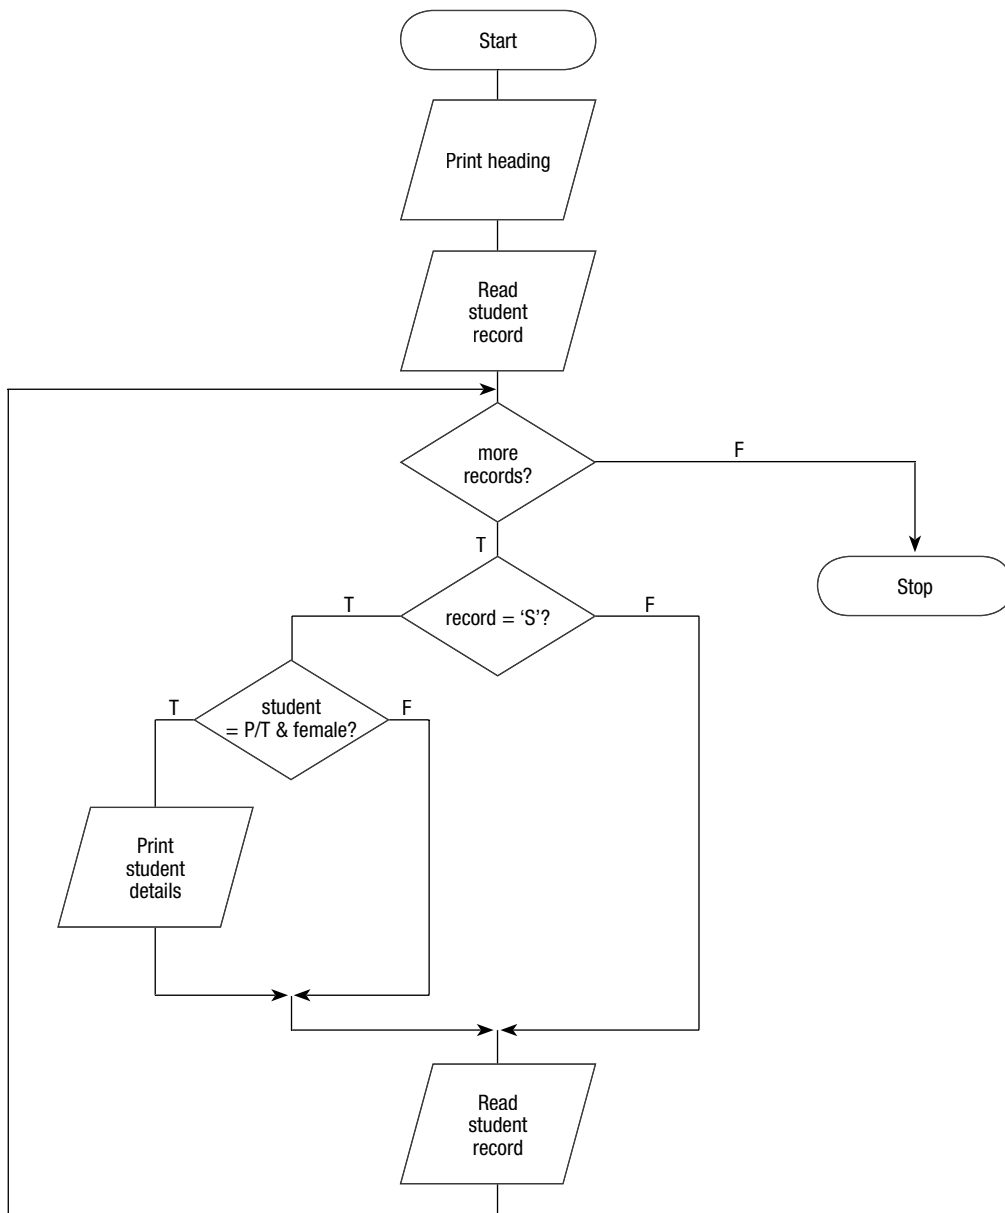 Start
Print heading
Read
student
record
more
records?
F
T
Stop
record = ‘S’?
T
F
student
= P/T & female?
T
F
Print
student
details
Read
student
record